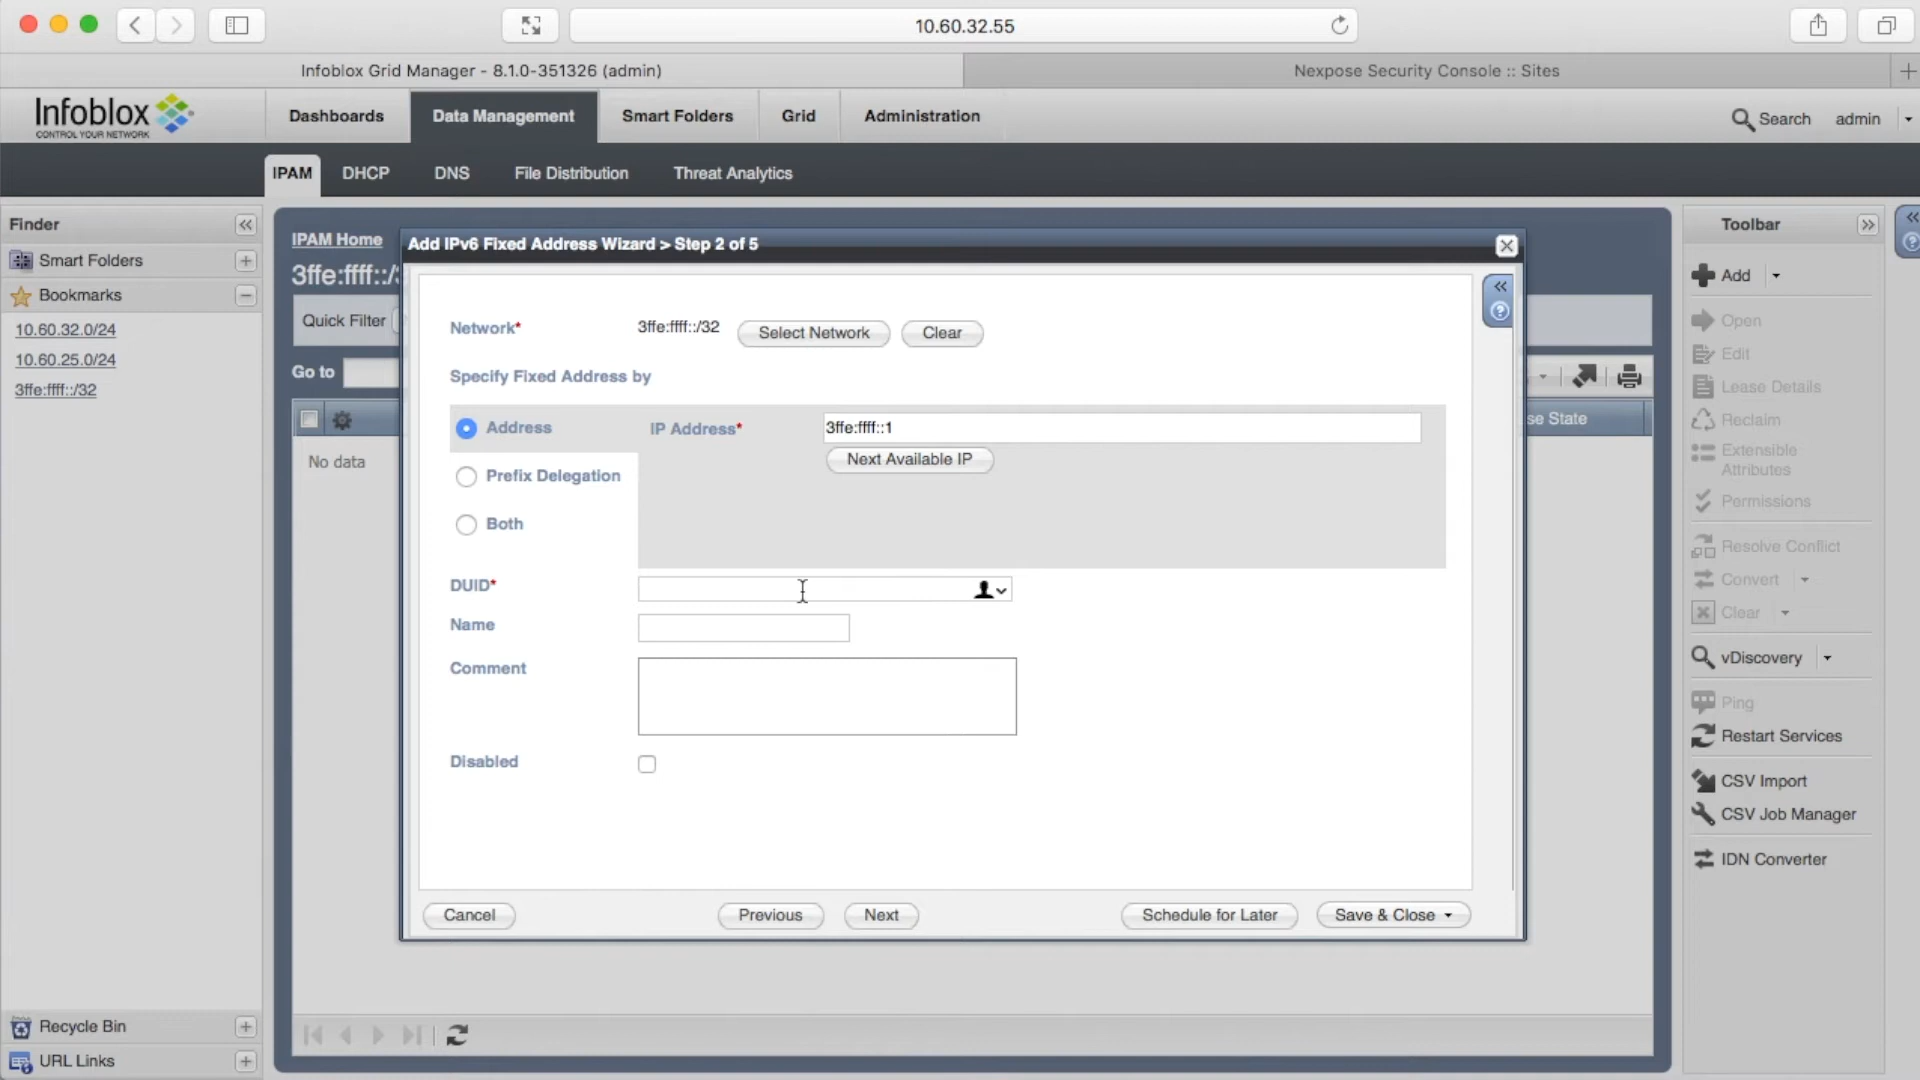 10.60.32.55
Infoblox Grid Manager - 8.1.0-351326 (admin)
Nexpose Security Console :: Sites
Infoblox
CONTROL YOUR NETWORK
Dashboards
Data Management
Smart Folders
Grid
Administration
Search
admin
IPAM
DHCP
DNS
File Distribution
Threat Analytics
Finder
Smart Folders
Bookmarks
10.60.32.0/24
10.60.25.0/24
3ffe:ffff::/32
Recycle Bin
URL Links
IPAM Home
3ffe:ffff::/3
Quick Filter
Go to
No data
se State
Add IPv6 Fixed Address Wizard > Step 2 of 5
Network*
3ffe:ffff::/32
Select Network
Clear
Specify Fixed Address by
Address
IP Address*
3ffe:ffff::1
Next Available IP
Prefix Delegation
Both
DUID*
Name
Comment
Disabled
Cancel
Previous
Next
Schedule for Later
Save & Close
Toolbar
Add
Open
Edit
Lease Details
Reclaim
Extensible
Attributes
Permissions
Resolve Conflict
Convert
Clear
vDiscovery
Ping
Restart Services
CSV Import
CSV Job Manager
IDN Converter